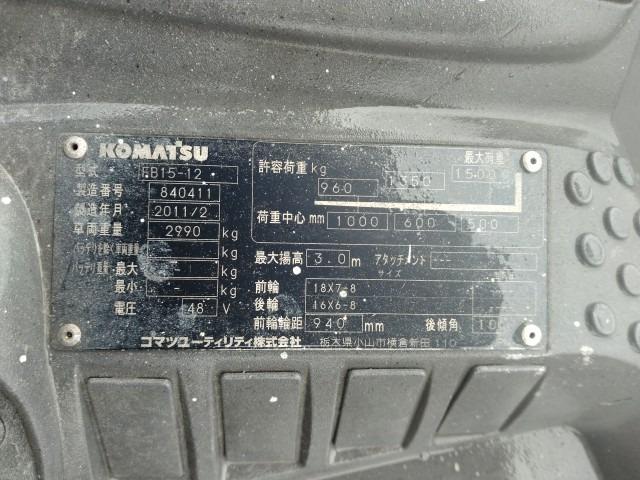 KOMATSU
型式 FB15-12
製造番号 840411
製造年月 2011/2
車両重量 2990 kg
kg
最大 kg
最小 - kg
電圧 48 V
許容荷重 kg 最大荷重
960 1350 1500
荷重中心 mm 1000 600 500
最大揚高 3.0 m アタッチメント サイズ ---
前輪 18X7-8
後輪 16X6-8
前輪輪距 940 mm 後傾角 10
コマツユーティリティ株式会社 栃木県小山市横倉新田 110